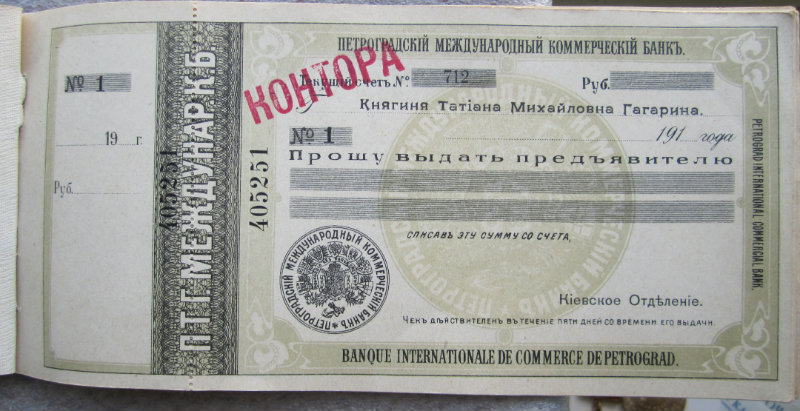 № 1
19 г.
Руб.
405251
ПТГ. МЕЖДУНАР. К. Б.
405251
ПЕТРОГРАДСКІЙ МЕЖДУНАРОДНЫЙ КОММЕРЧЕСКІЙ БАНКЪ.
КОНТОРА
Текущій счетъ №. 712 Руб.
Княгиня Татіана Михайловна Гагарина.
№ 1 191 года
Прошу выдать предъявителю
СПИСАВЪ ЭТУ СУММУ СО СЧЕТА,
ПЕТРОГРАДСКІЙ МЕЖДУНАРОДНЫЙ КОММЕРЧЕСКІЙ БАНКЪ
Кіевское Отдѣленіе.
Чекъ дѣйствителенъ въ теченіе пяти дней со времени его выдачи.
BANQUE INTERNATIONALE DE COMMERCE DE PETROGRAD.
PETROGRAD INTERNATIONAL COMMERCIAL BANK.